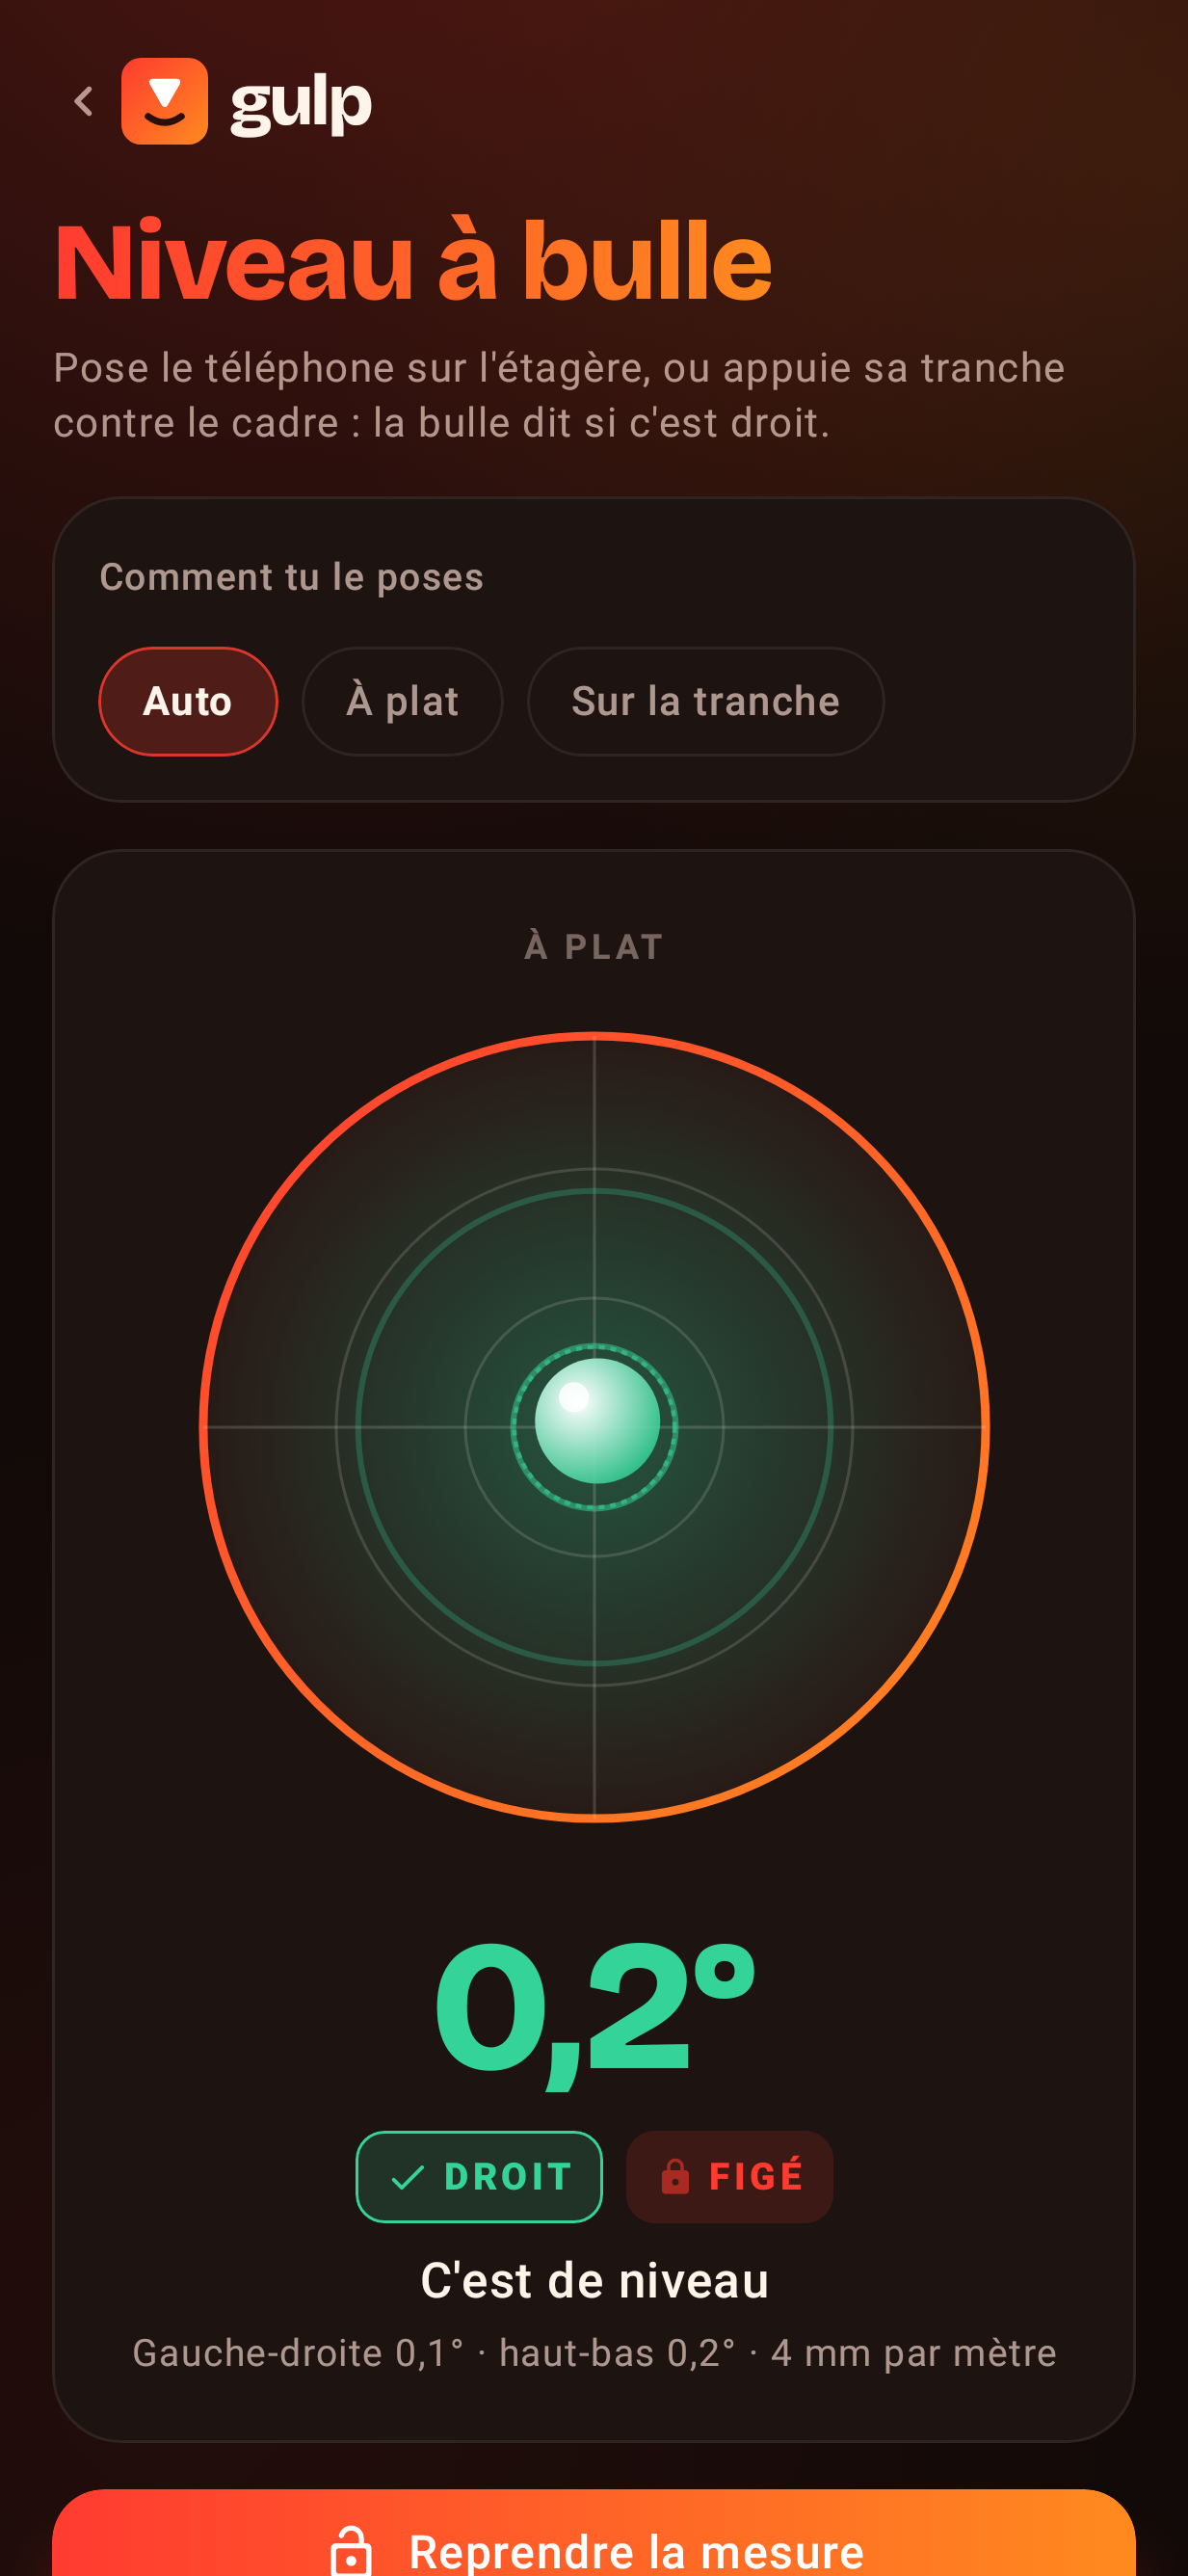 gulp
Niveau à bulle
Pose le téléphone sur l'étagère, ou appuie sa tranche
contre le cadre : la bulle dit si c'est droit.
Comment tu le poses
Auto
À plat
Sur la tranche
À PLAT
0,2°
DROIT
FIGÉ
C'est de niveau
Gauche-droite 0,1° · haut-bas 0,2° · 4 mm par mètre
Reprendre la mesure